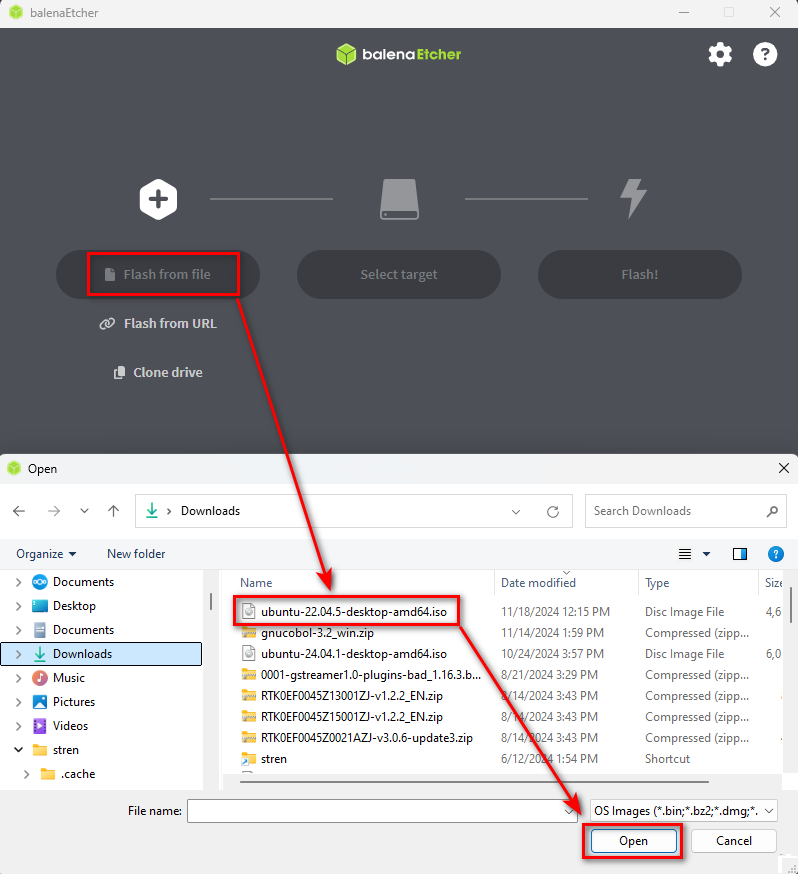 balenaEtcher
balenaEtcher
Flash from file
Select target
Flash!
Flash from URL
Clone drive
Open
Downloads
Search Downloads
Organize
New folder
Documents
Desktop
Documents
Downloads
Music
Pictures
Videos
stren
.cache
Name Date modified Type Size
ubuntu-22.04.5-desktop-amd64.iso 11/18/2024 12:15 PM Disc Image File 4,6
gnucobol-3.2_win.zip 11/14/2024 1:59 PM Compressed (zipp...
ubuntu-24.04.1-desktop-amd64.iso 10/24/2024 3:57 PM Disc Image File 6,0
0001-gstreamer1.0-plugins-bad_1.16.3.b... 8/21/2024 3:29 PM Compressed (zipp...
RTK0EF0045Z13001ZJ-v1.2.2_EN.zip 8/14/2024 3:43 PM Compressed (zipp...
RTK0EF0045Z15001ZJ-v1.2.2_EN.zip 8/14/2024 3:43 PM Compressed (zipp...
RTK0EF0045Z0021AZJ-v3.0.6-update3.zip 8/14/2024 3:43 PM Compressed (zipp...
stren 6/12/2024 1:54 PM Shortcut
File name:
OS Images (*.bin;*.bz2;*.dmg;*.
Open
Cancel